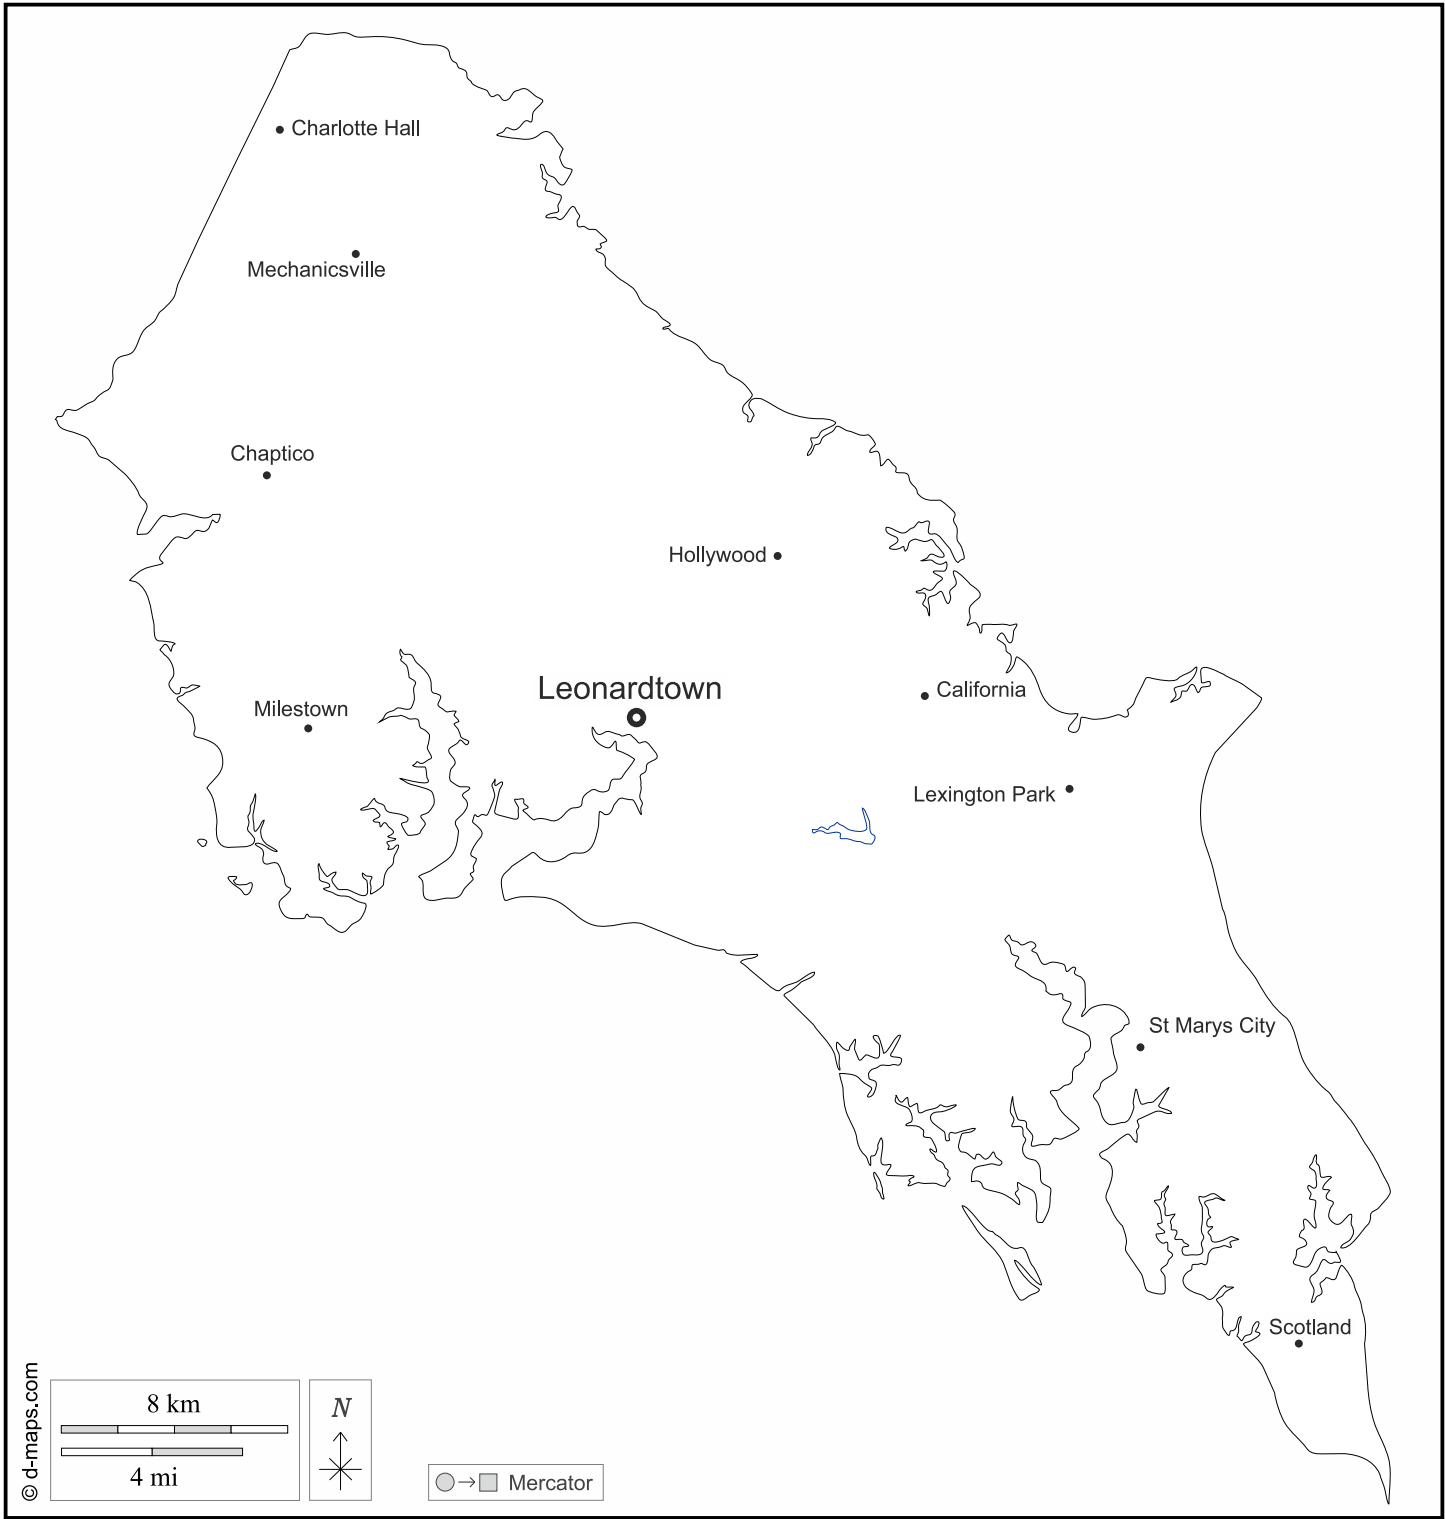 Charlotte Hall
Mechanicsville
Chaptico
Hollywood
Leonardtown
California
Milestown
Lexington Park
St Marys City
Scotland
© d-maps.com
8 km
4 mi
N
Mercator